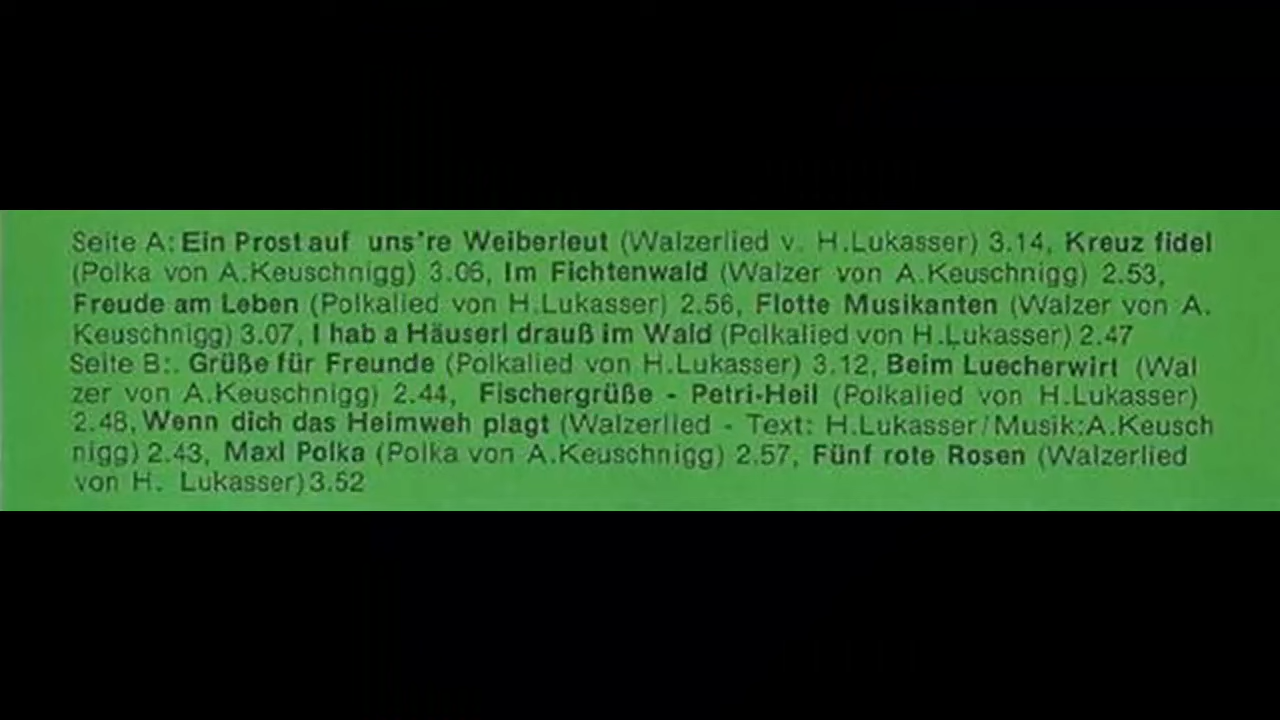 Seite A: Ein Prost auf uns're Weiberleut (Walzerlied v. H.Lukasser) 3.14, Kreuz fidel
(Polka von A.Keuschnigg) 3.06, Im Fichtenwald (Walzer von A.Keuschnigg) 2.53,
Freude am Leben (Polkalied von H.Lukasser) 2.56, Flotte Musikanten (Walzer von A.
Keuschnigg) 3.07, I hab a Häuserl drauß im Wald (Polkalied von H.Lukasser) 2.47
Seite B:. Grüße für Freunde (Polkalied von H.Lukasser) 3.12, Beim Luecherwirt (Wal
zer von A.Keuschnigg) 2.44, Fischergrüße - Petri-Heil (Polkalied von H.Lukasser)
2.48, Wenn dich das Heimweh plagt (Walzerlied - Text: H.Lukasser/Musik:A.Keusch
nigg) 2.43, Maxl Polka (Polka von A.Keuschnigg) 2.57, Fünf rote Rosen (Walzerlied
von H. Lukasser) 3.52